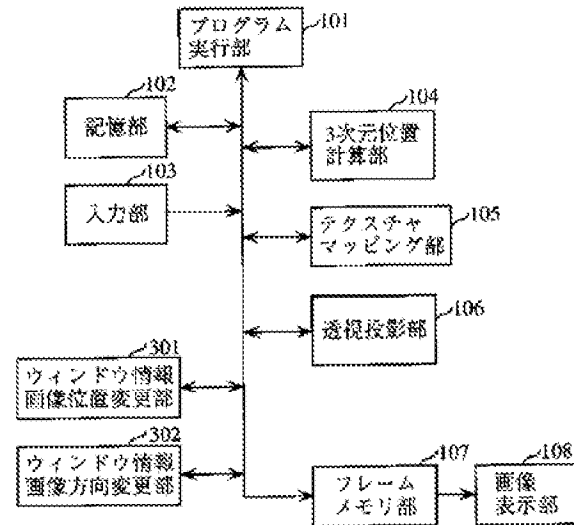 プログラム
実行部
101
102
記憶部
103
入力部
104
3次元位置
計算部
テクスチャ
マッピング部
105
106
透視投影部
301
ウィンドウ情報
画像位置変更部
302
ウィンドウ情報
画像方向変更部
107
フレーム
メモリ部
108
画像
表示部